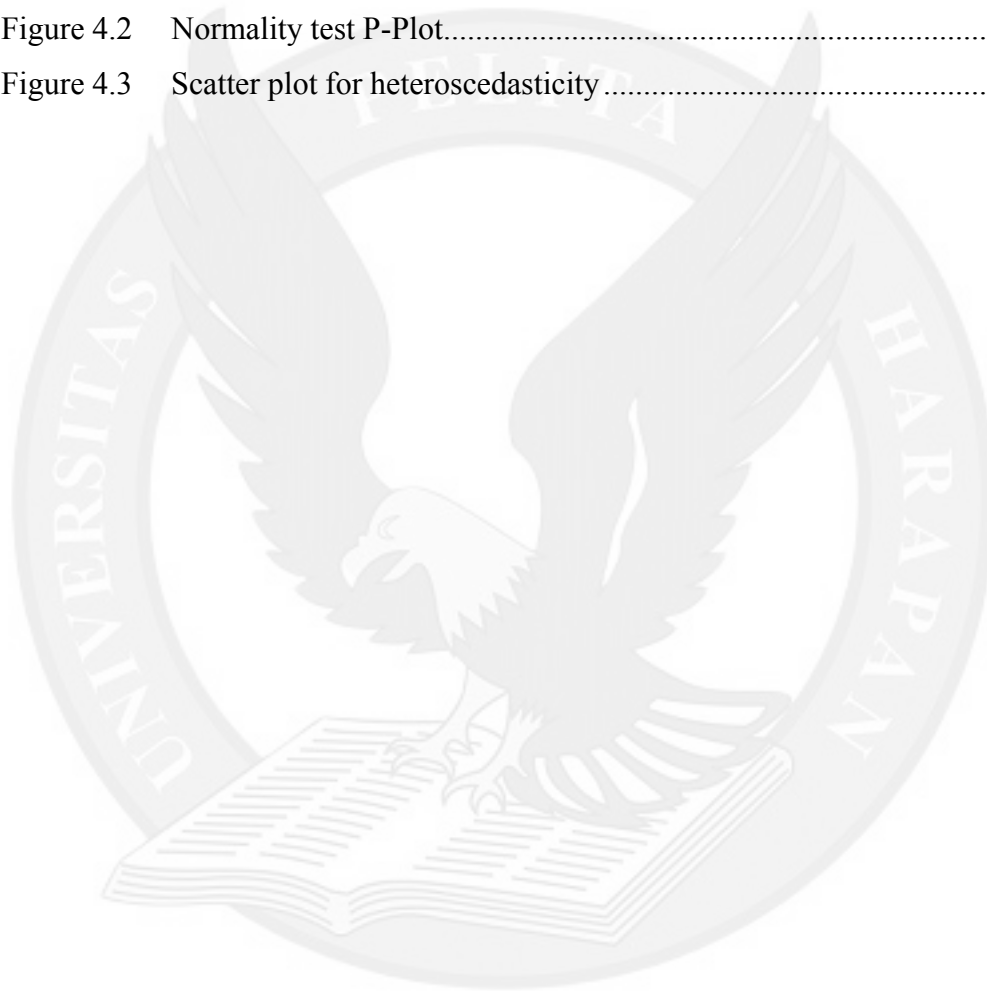 Figure 4.2 Normality test P-Plot.......................................................................
Figure 4.3 Scatter plot for heteroscedasticity..................................................
UNIVERSITAS PELITA HARAPAN